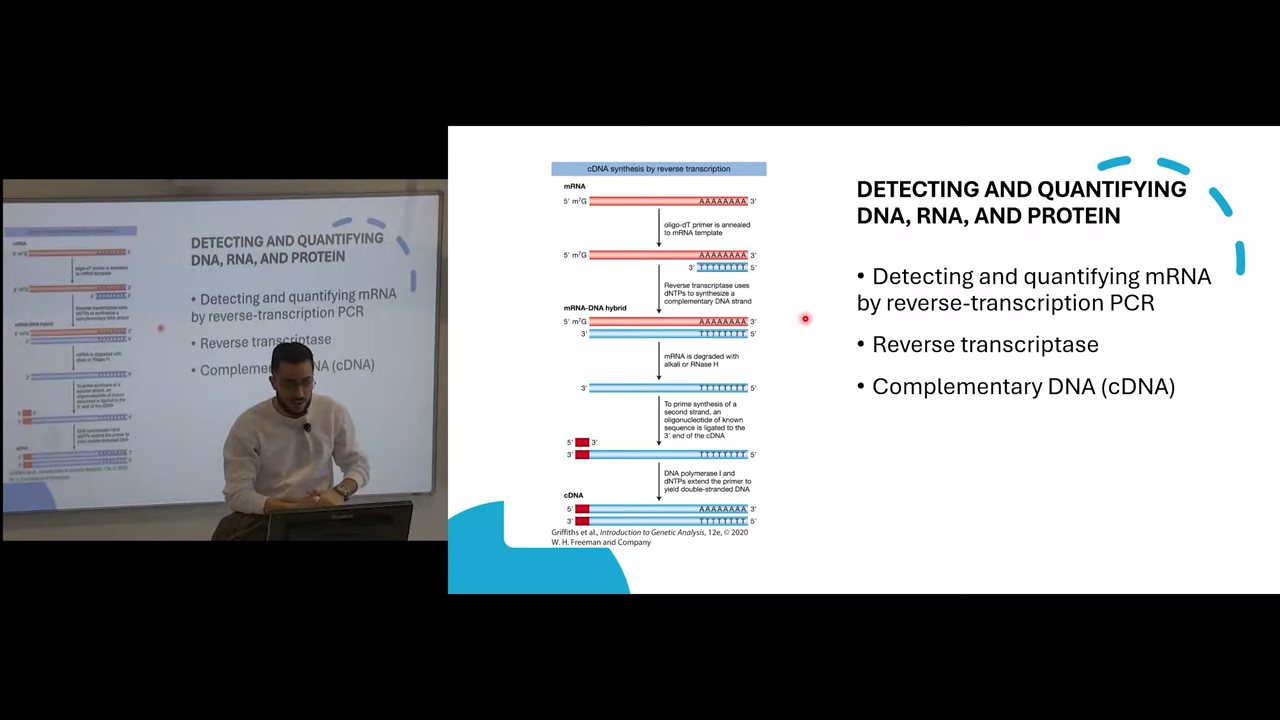 DETECTING AND QUANTIFYING
DNA, RNA, AND PROTEIN
• Detecting and quantifying mRNA
by reverse-transcription PCR
• Reverse transcriptase
cDNA synthesis by reverse transcription
mRNA
5′ m⁷G AAAAAAAA 3′
oligo-dT primer is annealed
to mRNA template
5′ m⁷G AAAAAAAA 3′
3′ TTTTTTTT 5′
Reverse transcriptase uses
dNTPs to synthesize a
complementary DNA strand
mRNA-DNA hybrid
5′ m⁷G AAAAAAAA 3′
3′ TTTTTTTT 5′
mRNA is degraded with
alkali or RNase H
3′ TTTTTTTT 5′
To prime synthesis of a
second strand, an
oligonucleotide of known
sequence is ligated to the
3′ end of the cDNA
5′ 3′
3′ TTTTTTTT 5′
DNA polymerase I and
dNTPs extend the primer to
yield double-stranded DNA
cDNA
5′ AAAAAAAA 3′
3′ TTTTTTTT 5′
Griffiths et al., Introduction to Genetic Analysis, 12e, © 2020
W. H. Freeman and Company
DETECTING AND QUANTIFYING
DNA, RNA, AND PROTEIN
• Detecting and quantifying mRNA
by reverse-transcription PCR
• Reverse transcriptase
• Complementary DNA (cDNA)